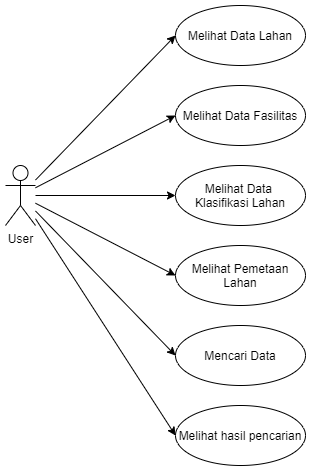 Melihat Data Lahan
Melihat Data Fasilitas
Melihat Data
Klasifikasi Lahan
User
Melihat Pemetaan
Lahan
Mencari Data
Melihat hasil pencarian